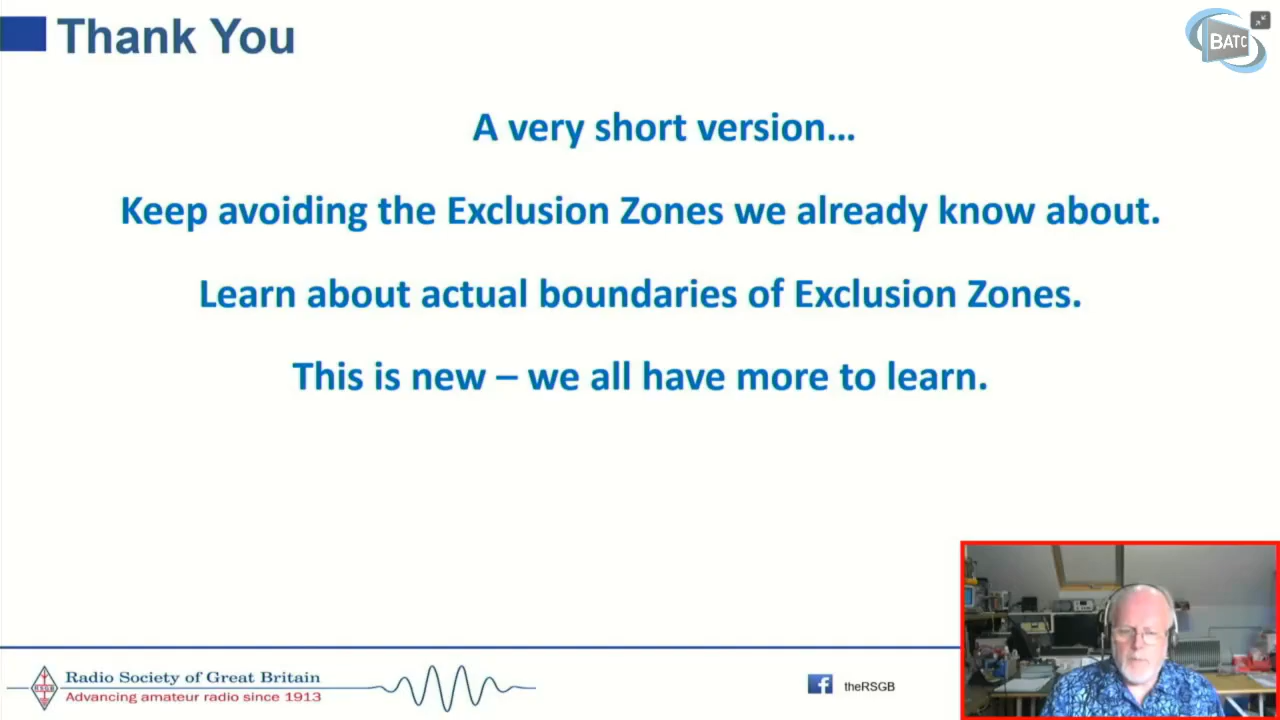 Thank You
BATC
A very short version...
Keep avoiding the Exclusion Zones we already know about.
Learn about actual boundaries of Exclusion Zones.
This is new – we all have more to learn.
RSGB
Radio Society of Great Britain
Advancing amateur radio since 1913
theRSGB